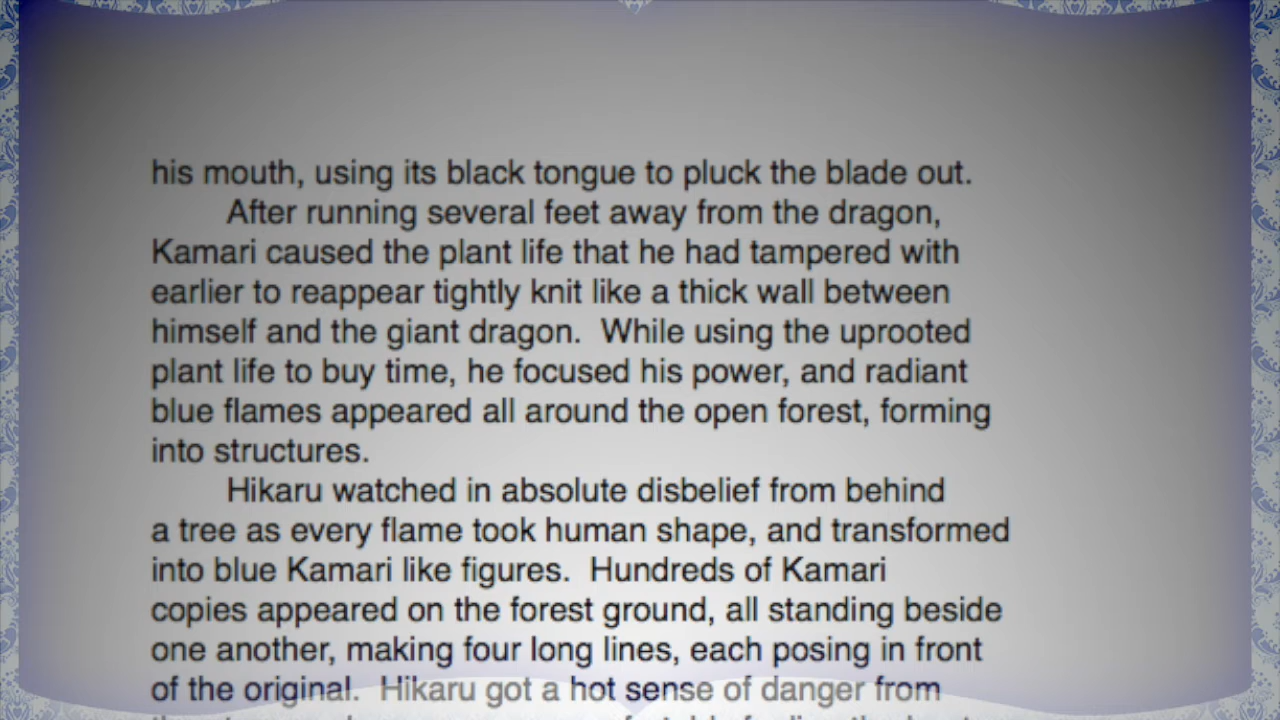 his mouth, using its black tongue to pluck the blade out.
After running several feet away from the dragon,
Kamari caused the plant life that he had tampered with
earlier to reappear tightly knit like a thick wall between
himself and the giant dragon.  While using the uprooted
plant life to buy time, he focused his power, and radiant
blue flames appeared all around the open forest, forming
into structures.
Hikaru watched in absolute disbelief from behind
a tree as every flame took human shape, and transformed
into blue Kamari like figures.  Hundreds of Kamari
copies appeared on the forest ground, all standing beside
one another, making four long lines, each posing in front
of the original.  Hikaru got a hot sense of danger from